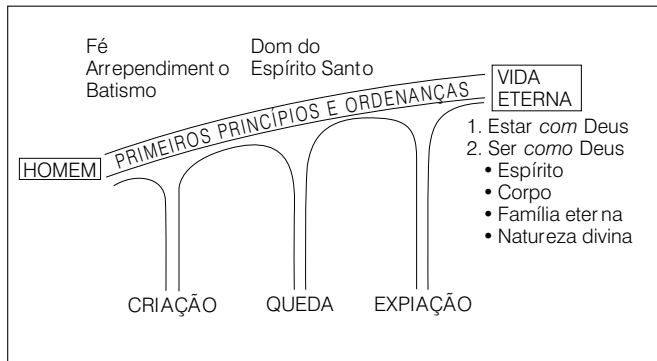 Fé
Arrependimento
Batismo
Dom do
Espírito Santo
PRIMEIROS PRINCÍPIOS E ORDENANÇAS
HOMEM
VIDA
ETERNA
1. Estar com Deus
2. Ser como Deus
• Espírito
• Corpo
• Família eterna
• Natureza divina
CRIAÇÃO
QUEDA
EXPIAÇÃO